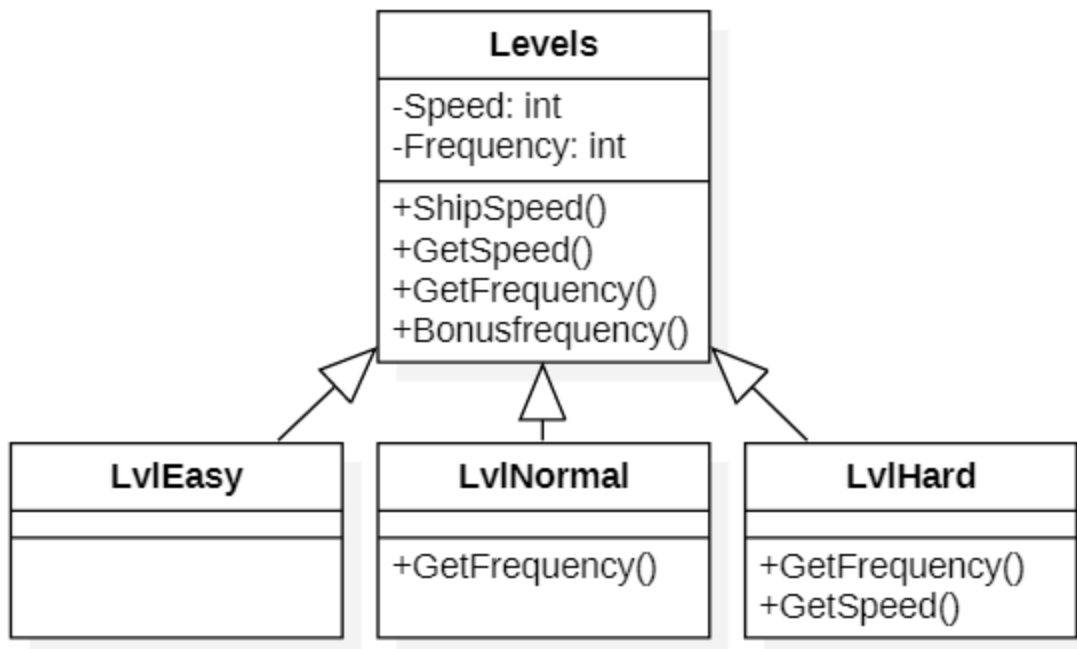 Levels
-Speed: int
-Frequency: int
+ShipSpeed()
+GetSpeed()
+GetFrequency()
+Bonusfrequency()
LvlEasy
LvlNormal
+GetFrequency()
LvlHard
+GetFrequency()
+GetSpeed()